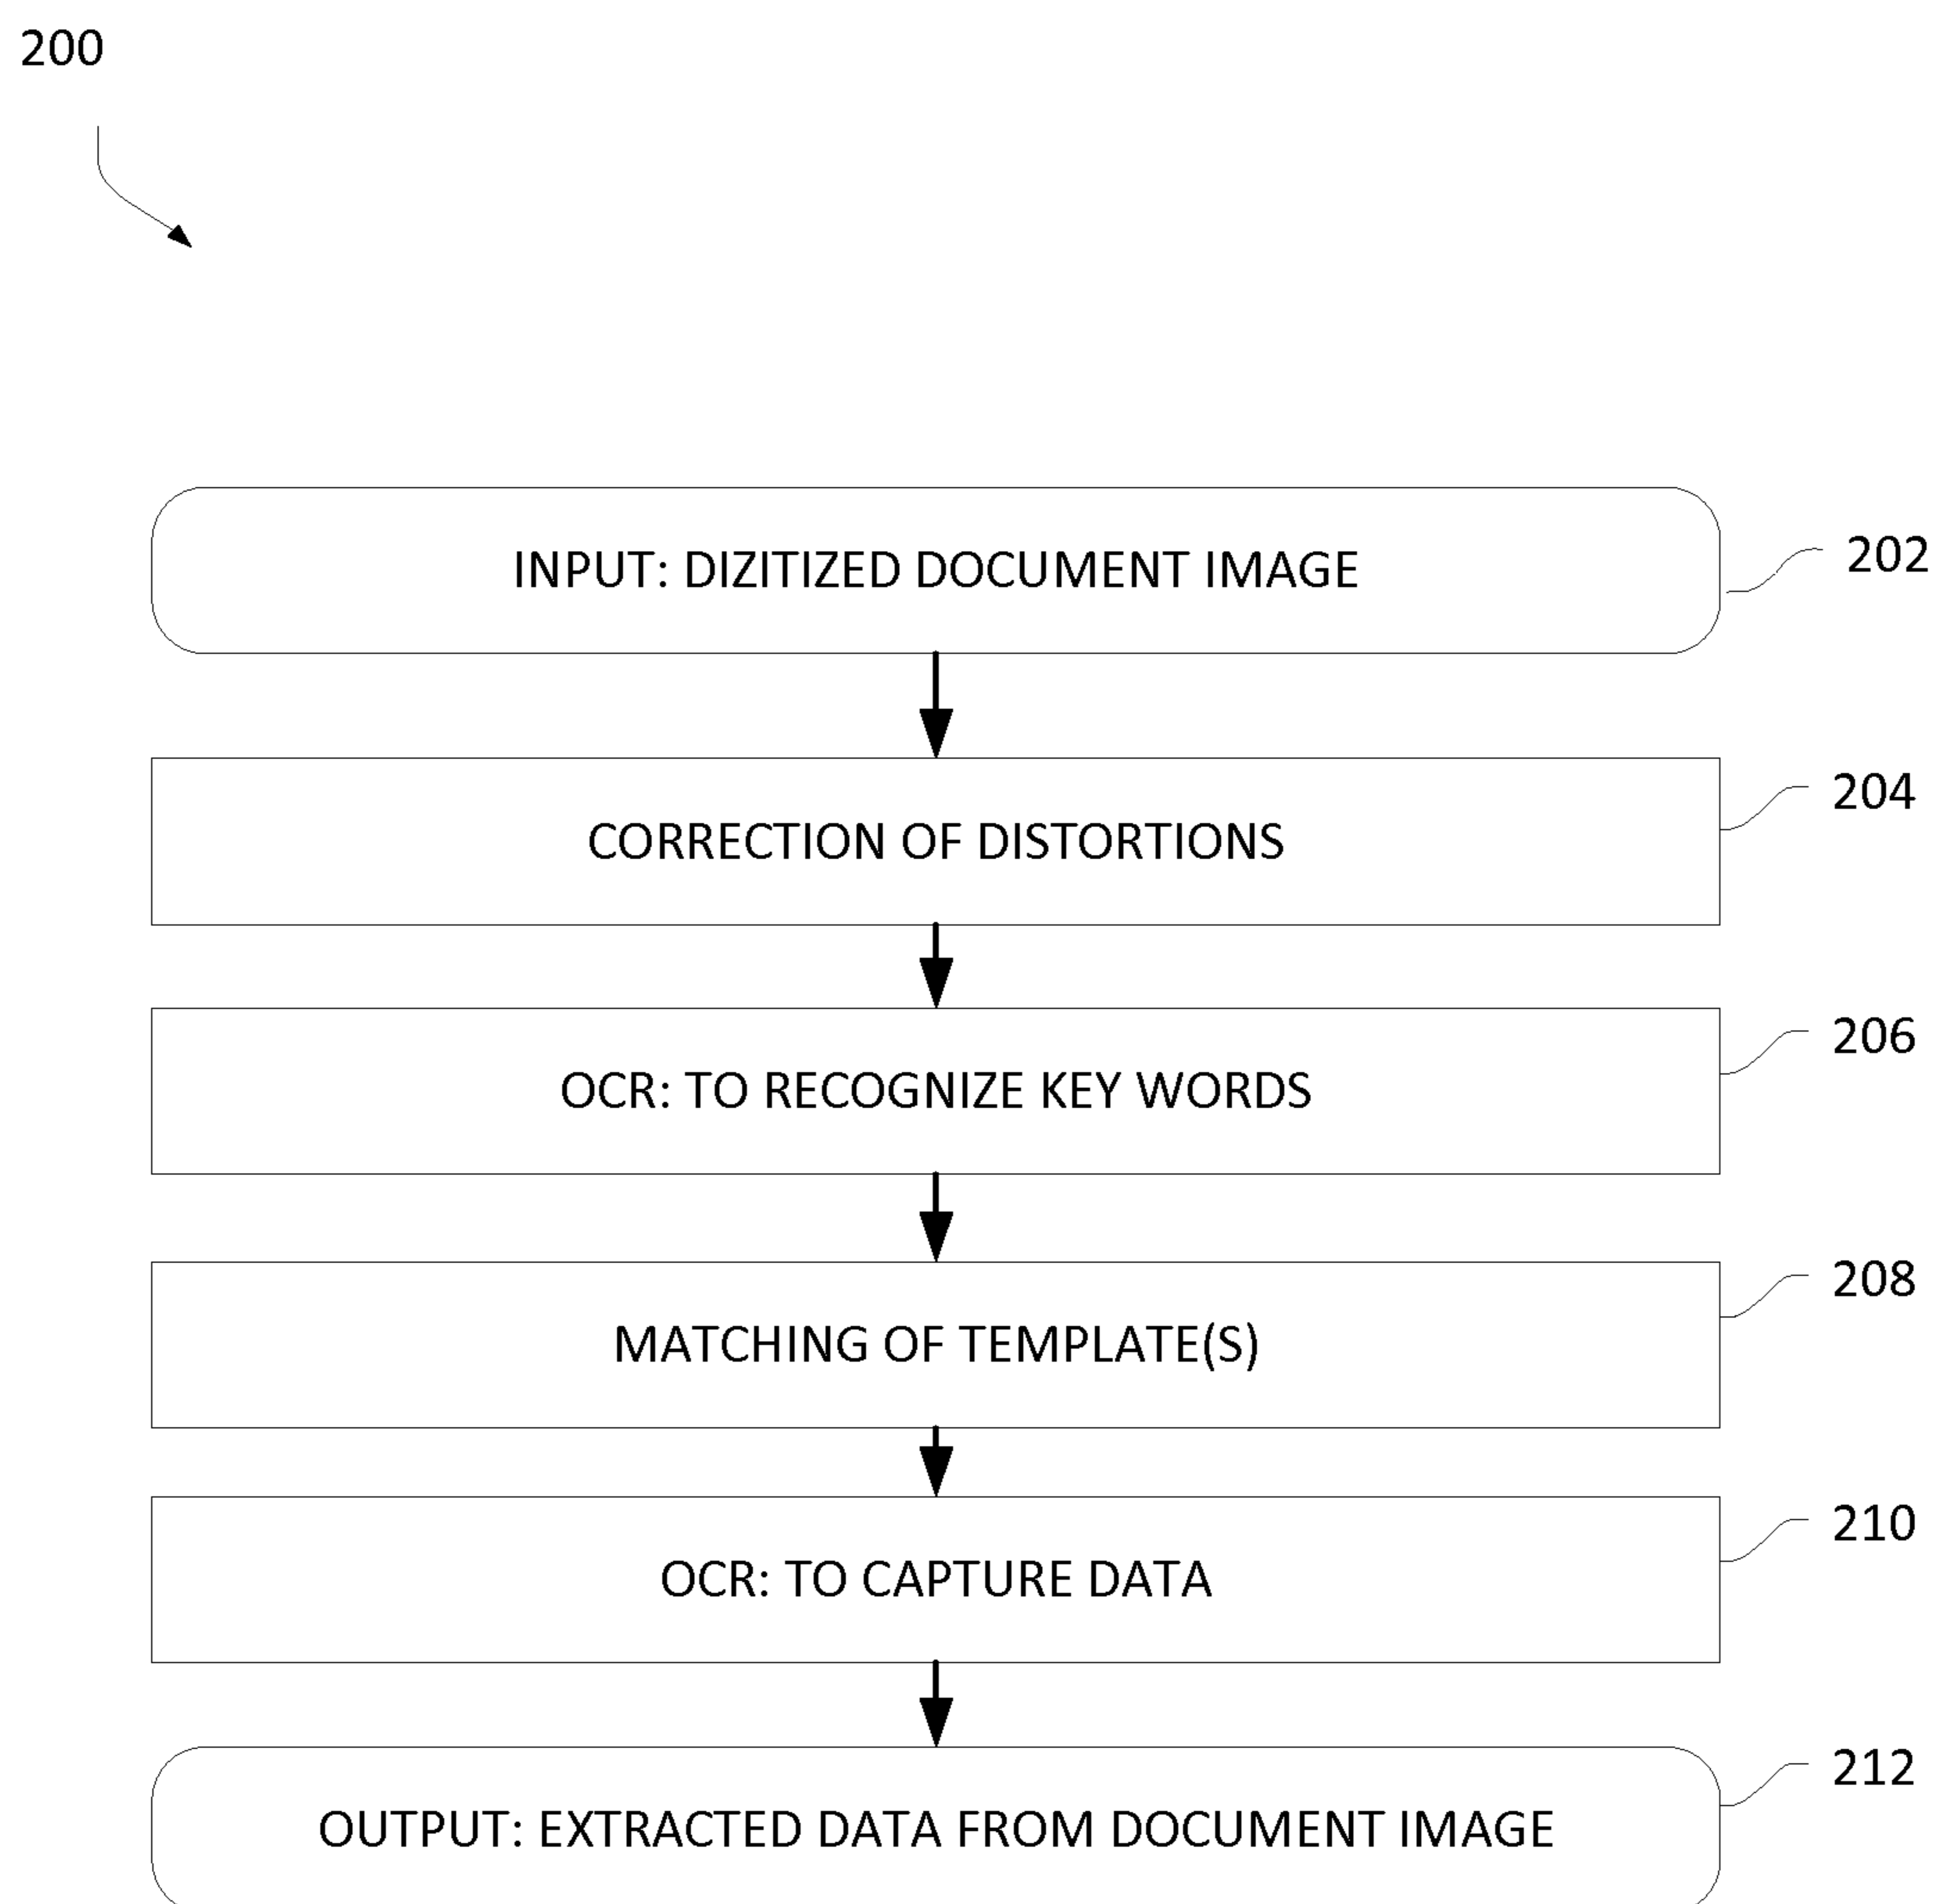 200
INPUT: DIZITIZED DOCUMENT IMAGE
202
CORRECTION OF DISTORTIONS
204
OCR: TO RECOGNIZE KEY WORDS
206
MATCHING OF TEMPLATE(S)
208
OCR: TO CAPTURE DATA
210
OUTPUT: EXTRACTED DATA FROM DOCUMENT IMAGE
212